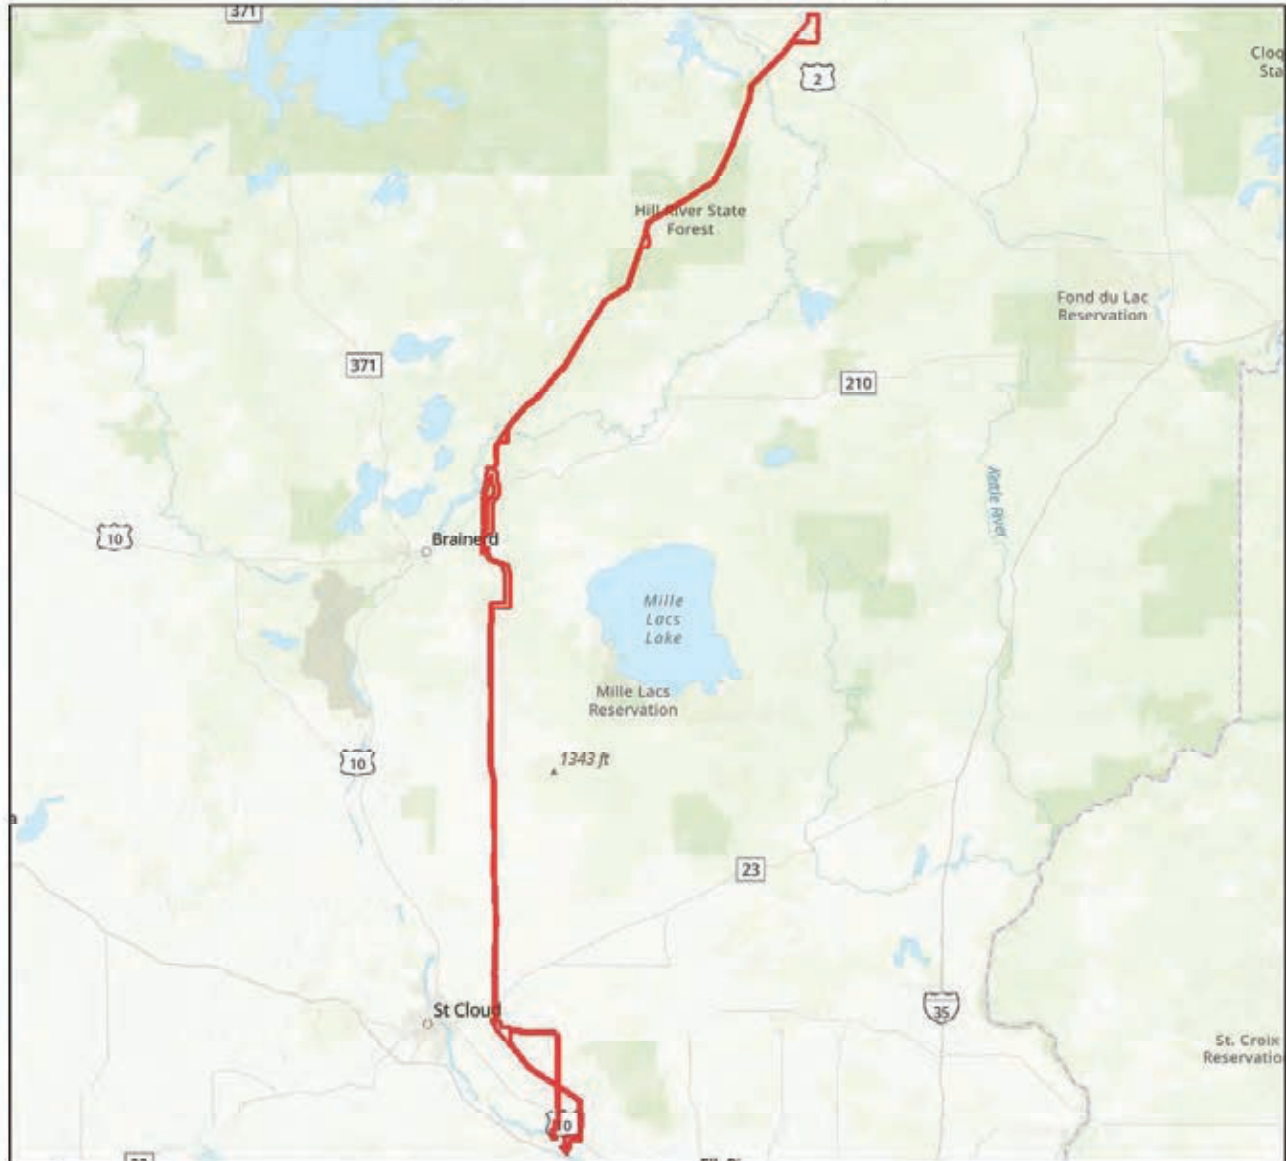 371
2
Cloq
Sta
Hill River State
Forest
Fond du Lac
Reservation
371
210
Kettle River
10
Brainerd
Mille
Lacs
Lake
Mille Lacs
Reservation
10
1343 ft
a
23
St Cloud
35
St. Croix
Reservatio
10